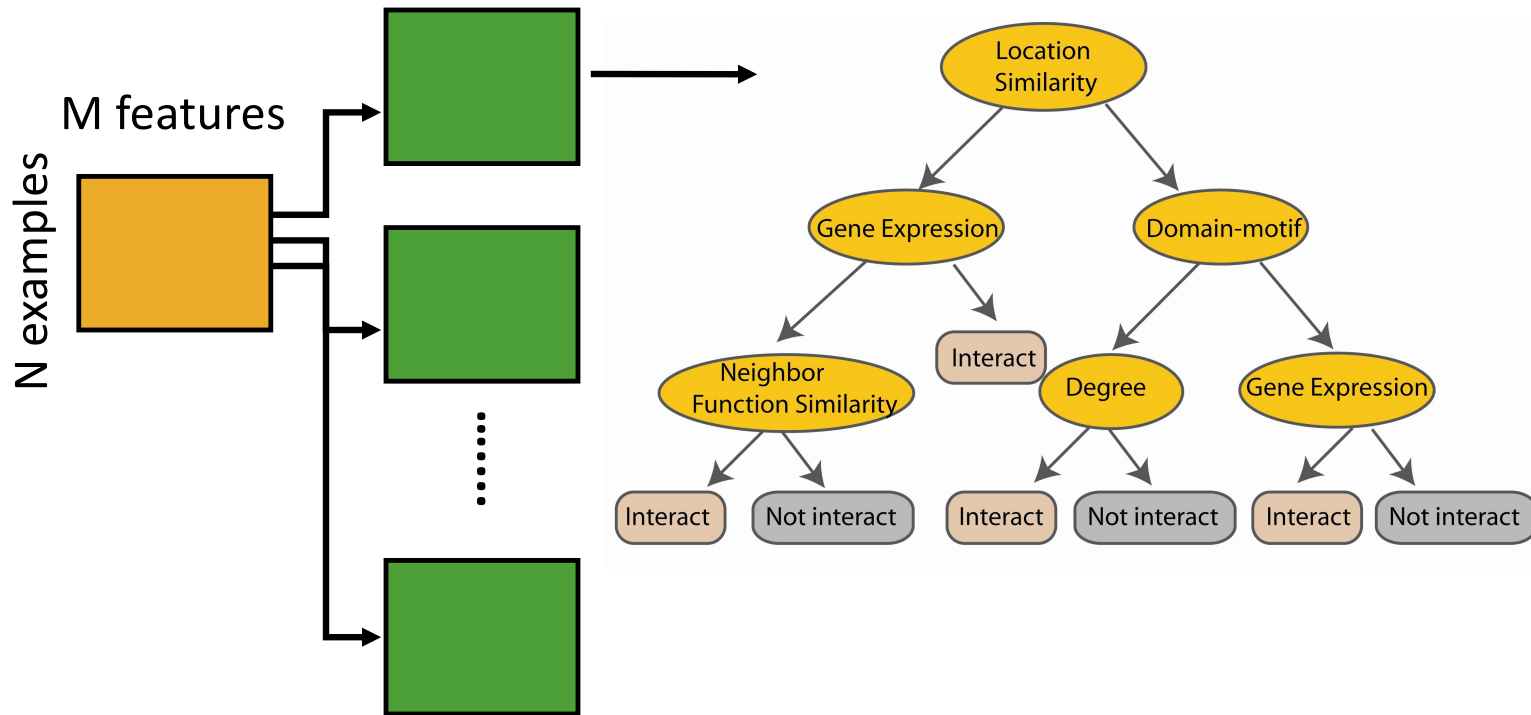 M features
N examples
Location
Similarity
Gene Expression
Domain-motif
Interact
Neighbor
Function Similarity
Degree
Gene Expression
Interact
Not interact
Interact
Not interact
Interact
Not interact